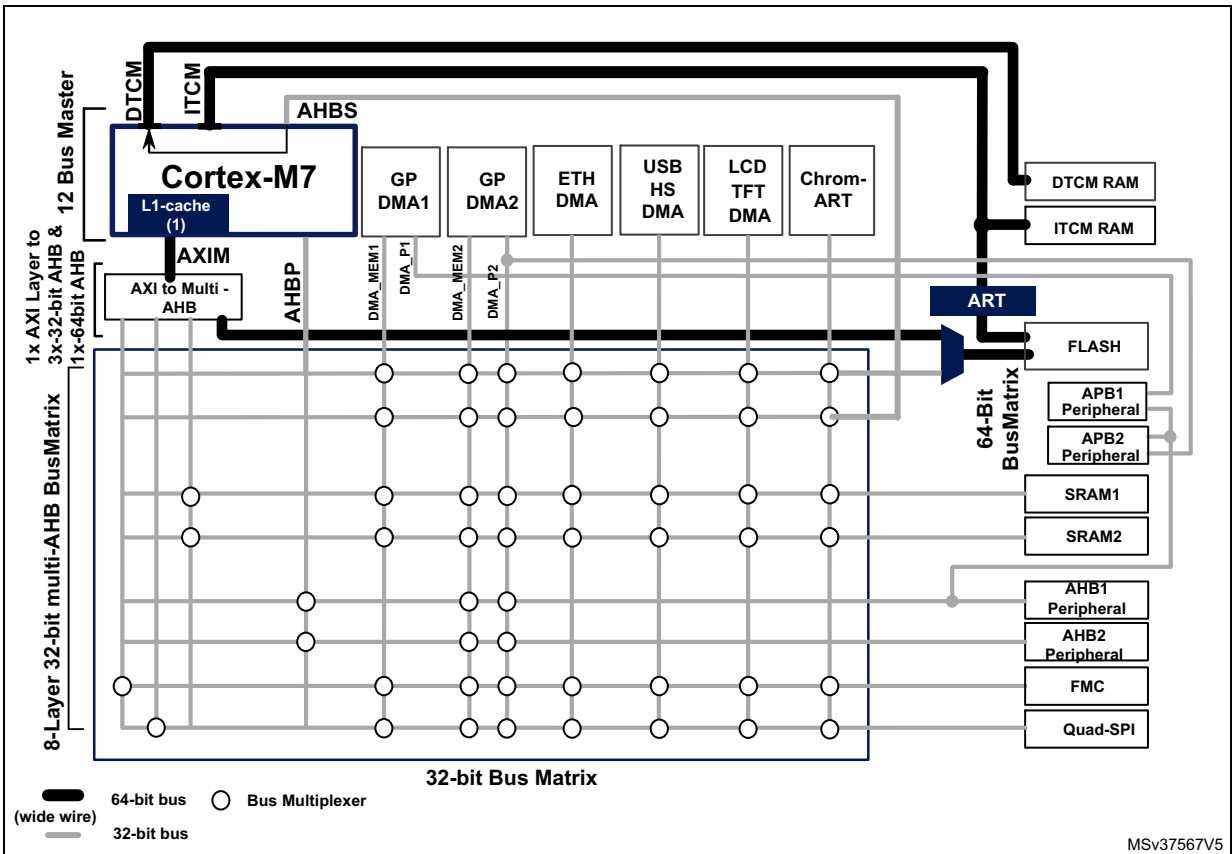 DTCM
ITCM
AHBS
12 Bus Master
Cortex-M7
L1-cache
(1)
GP
DMA1
GP
DMA2
ETH
DMA
USB
HS
DMA
LCD
TFT
DMA
Chrom-
ART
DTCM RAM
ITCM RAM
AXIM
AHBP
DMA_MEM1
DMA_P1
DMA_MEM2
DMA_P2
1x AXI Layer to
3x-32-bit AHB &
1x-64bit AHB
AXI to Multi -
AHB
ART
FLASH
64-Bit
BusMatrix
APB1
Peripheral
APB2
Peripheral
8-Layer 32-bit multi-AHB BusMatrix
SRAM1
SRAM2
AHB1
Peripheral
AHB2
Peripheral
FMC
Quad-SPI
32-bit Bus Matrix
64-bit bus
(wide wire)
Bus Multiplexer
32-bit bus
MSv37567V5